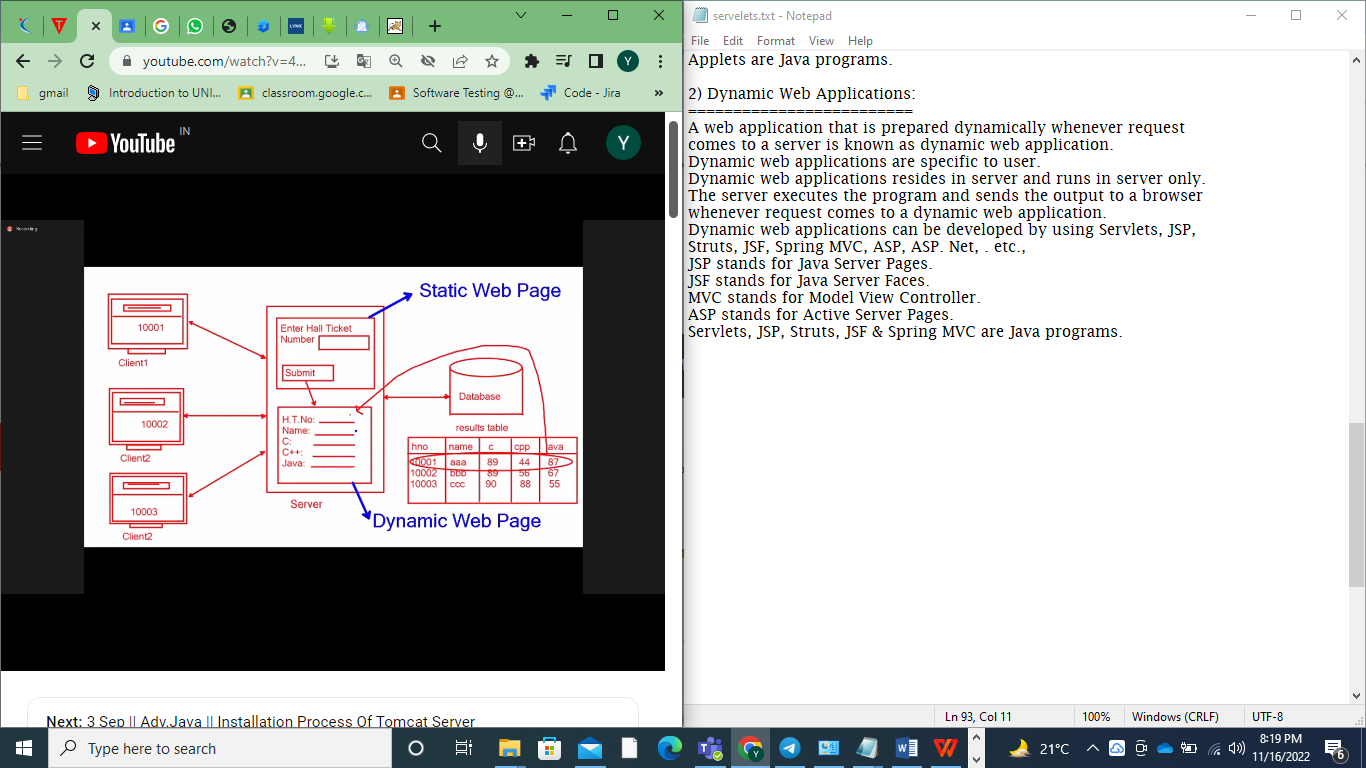 servelets.txt - Notepad
youtube.com/watch?v=4...
File Edit Format View Help
gmail
Introduction to UNI...
classroom.google.c...
Software Testing @...
Code - Jira
»
YouTube IN
Y
Recording
Static Web Page
10001
Client1
Enter Hall Ticket
Number
Submit
10002
Client2
Database
H.T.No:
Name:
C:
C++:
Java:
results table
hno name c cpp ava
10001 aaa 89 44 87
10002 bbb 89 56 67
10003 ccc 90 88 55
10003
Client2
Server
Dynamic Web Page
Next: 3 Sep || Adv.Java || Installation Process Of Tomcat Server
Applets are Java programs.
2) Dynamic Web Applications:
=========================
A web application that is prepared dynamically whenever request
comes to a server is known as dynamic web application.
Dynamic web applications are specific to user.
Dynamic web applications resides in server and runs in server only.
The server executes the program and sends the output to a browser
whenever request comes to a dynamic web application.
Dynamic web applications can be developed by using Servlets, JSP,
Struts, JSF, Spring MVC, ASP, ASP. Net, . etc.,
JSP stands for Java Server Pages.
JSF stands for Java Server Faces.
MVC stands for Model View Controller.
ASP stands for Active Server Pages.
Servlets, JSP, Struts, JSF & Spring MVC are Java programs.
Ln 93, Col 11
100%
Windows (CRLF)
UTF-8
Type here to search
21°C
8:19 PM
11/16/2022
6